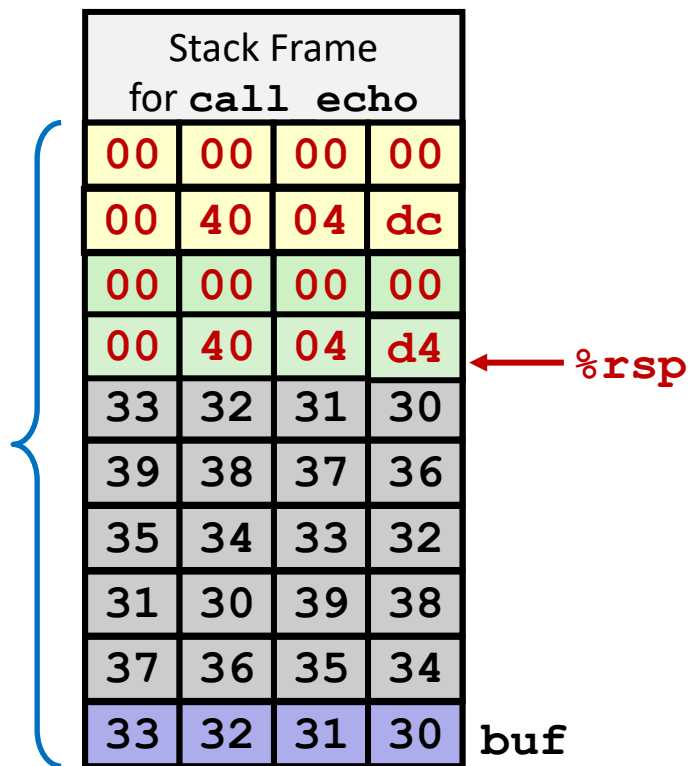 Stack Frame
for call echo
00 00 00 00
00 40 04 dc
00 00 00 00
00 40 04 d4
%rsp
33 32 31 30
39 38 37 36
35 34 33 32
31 30 39 38
37 36 35 34
33 32 31 30 buf